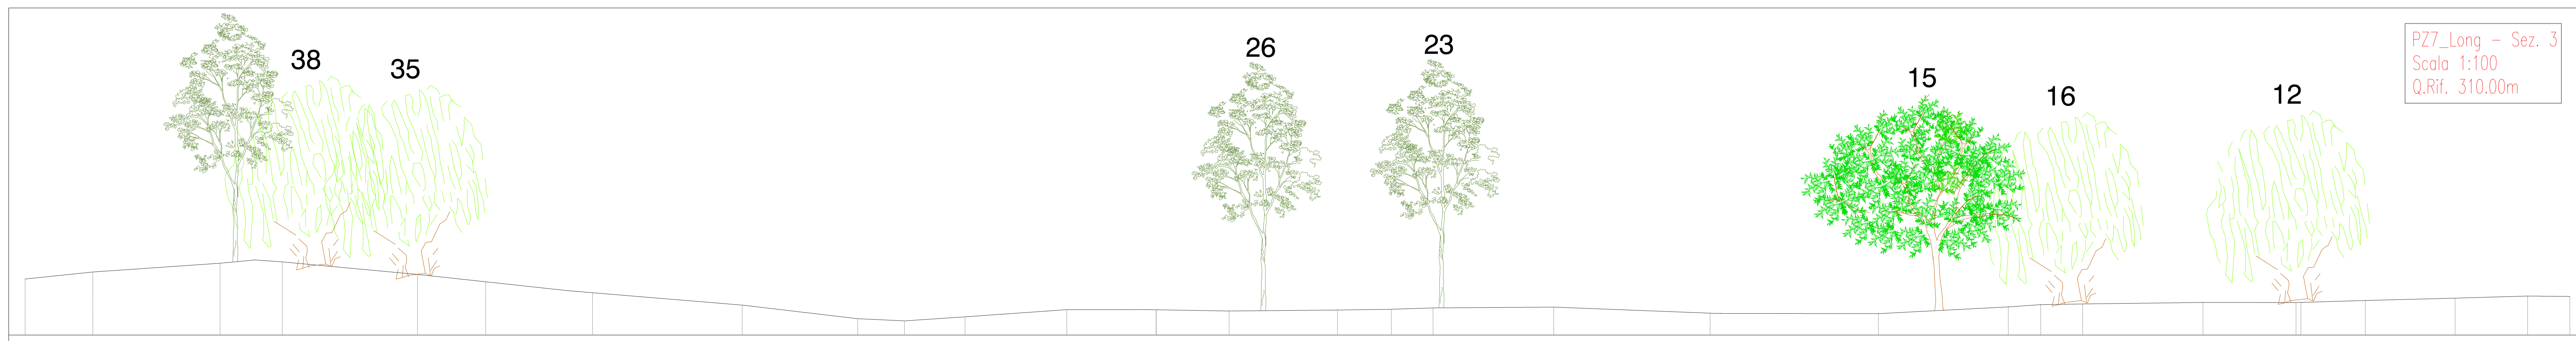 38
35
26
23
15
16
12
PZ7_Long - Sez. 3
Scala 1:100
Q.Rif. 310.00m